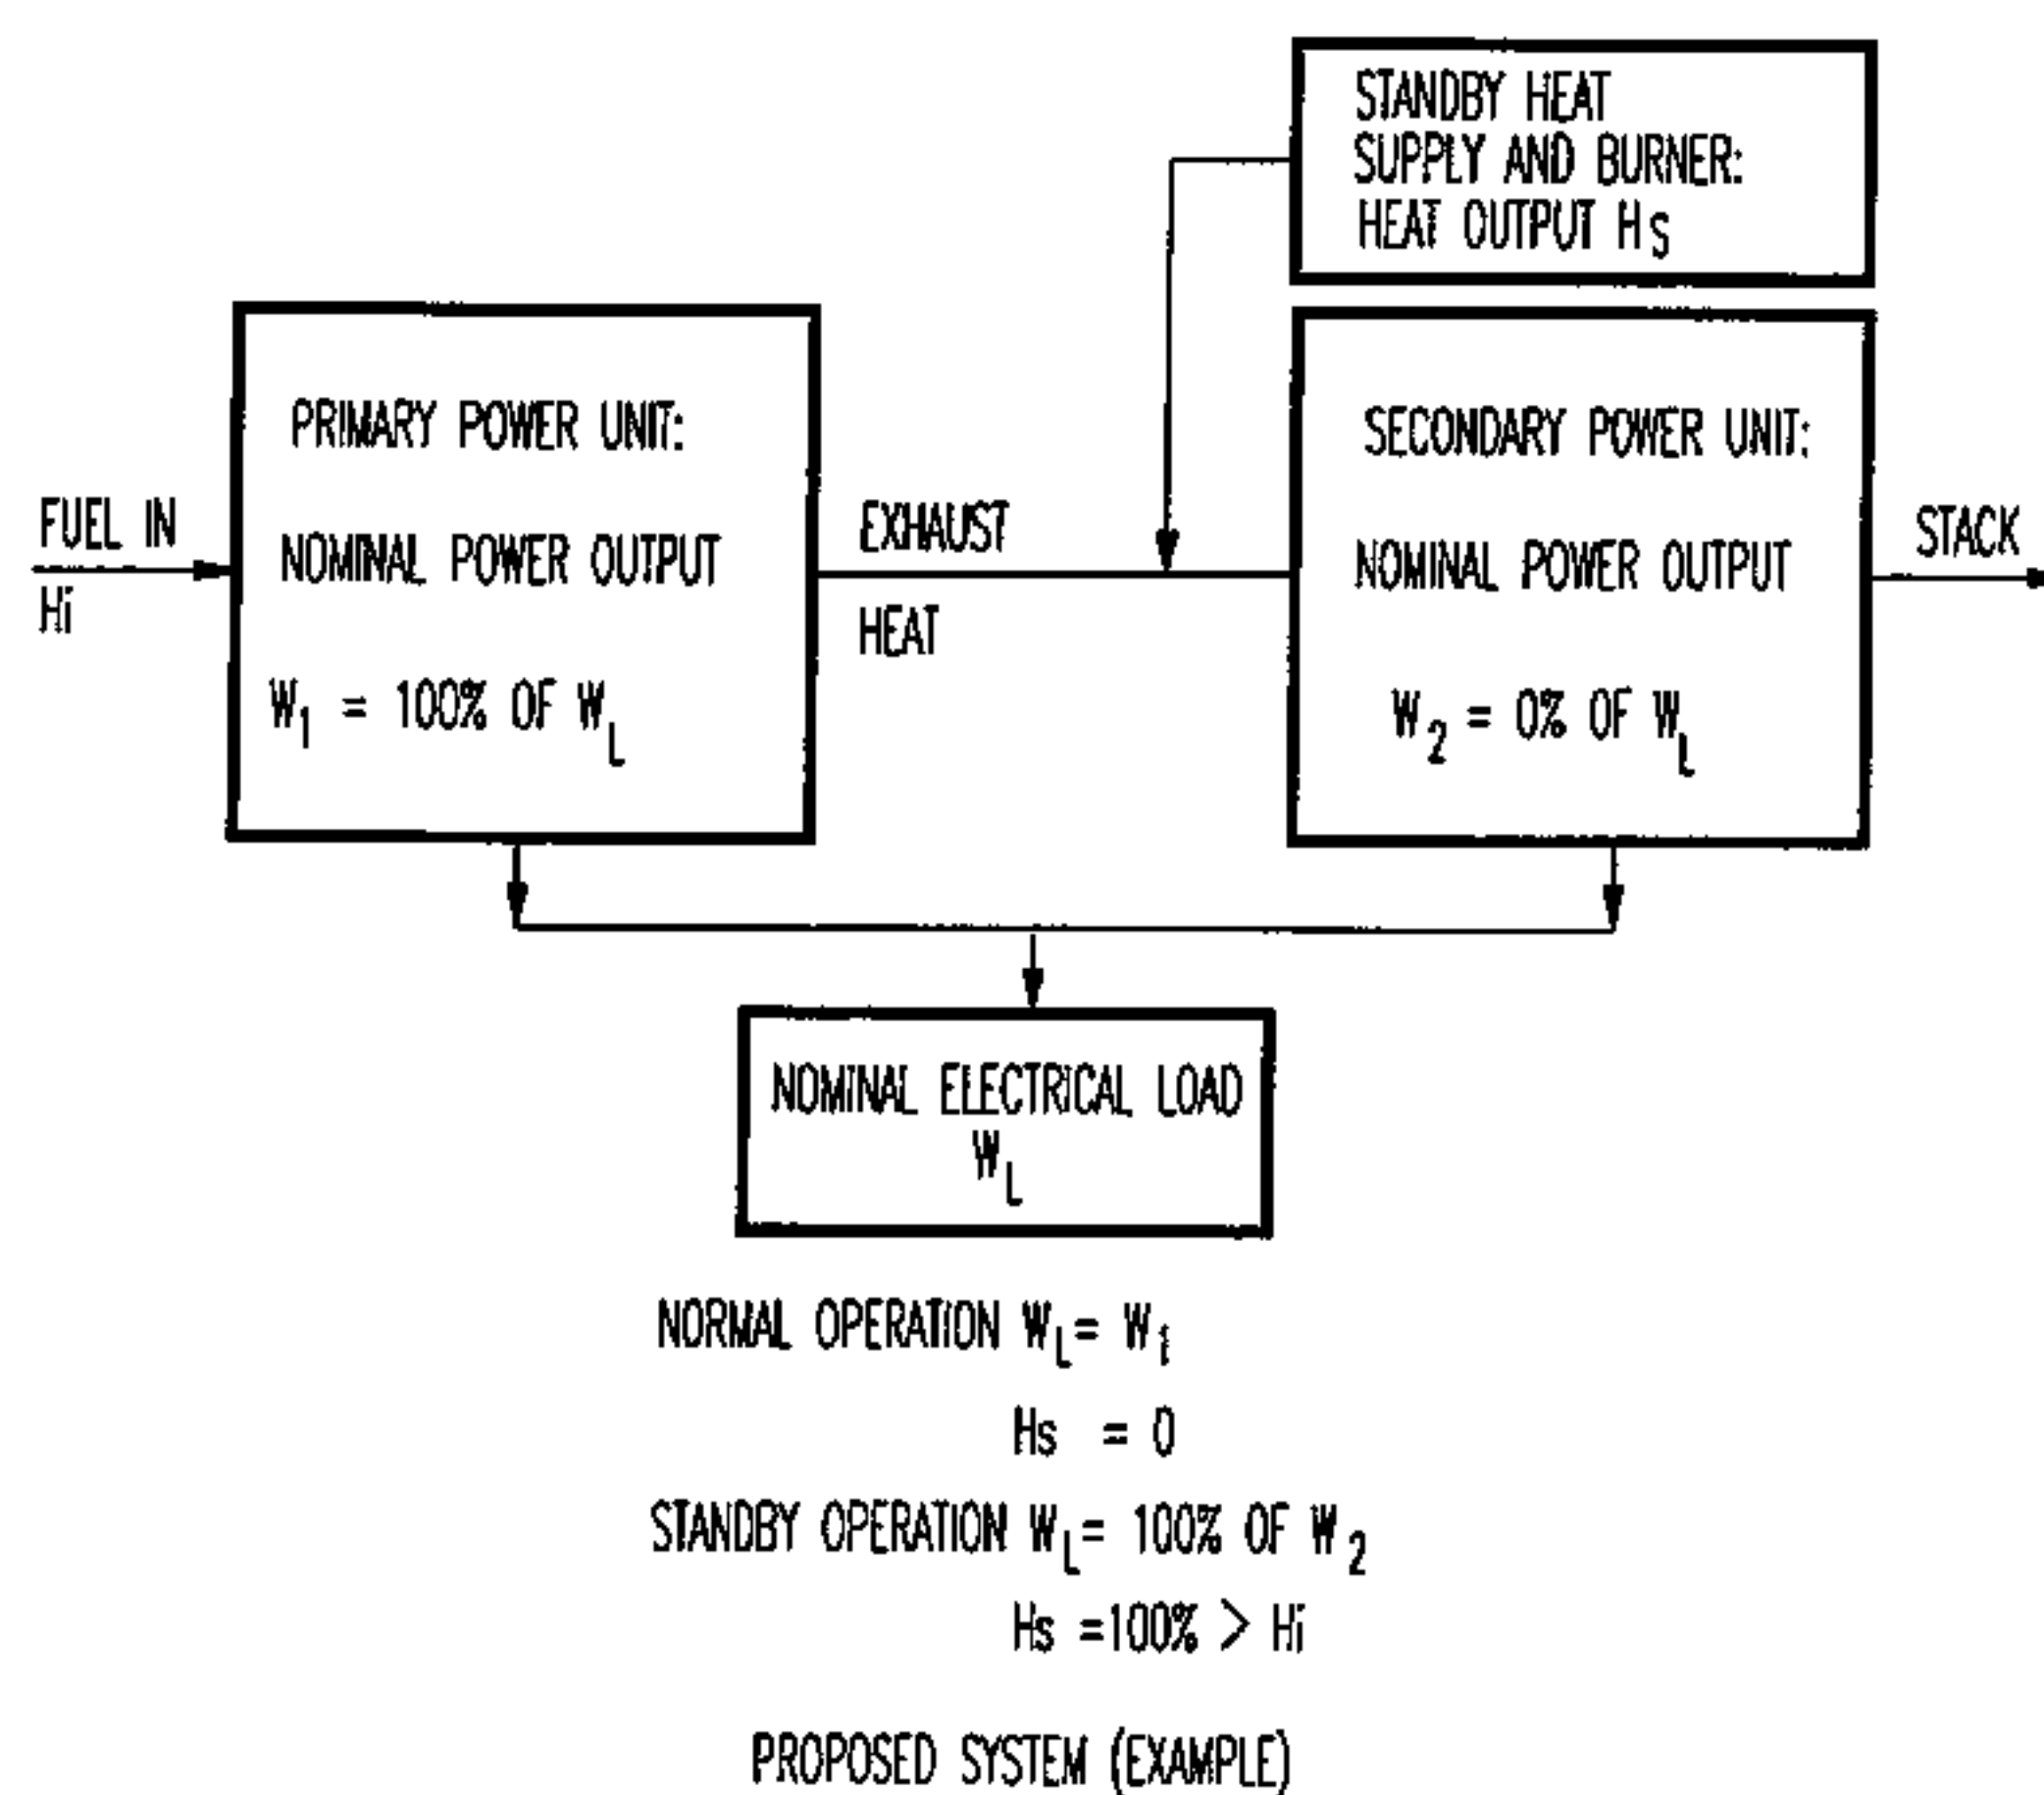 STANDBY HEAT
SUPPLY AND BURNER:
HEAT OUTPUT HS
PRIMARY POWER UNIT:
NOMINAL POWER OUTPUT
W1 = 100% OF WL
FUEL IN
Hi
EXHAUST
HEAT
SECONDARY POWER UNIT:
NOMINAL POWER OUTPUT
W2 = 0% OF WL
STACK
NOMINAL ELECTRICAL LOAD
WL
NORMAL OPERATION WL= W1
Hs = 0
STANDBY OPERATION WL= 100% OF W2
Hs =100% > Hi
PROPOSED SYSTEM (EXAMPLE)